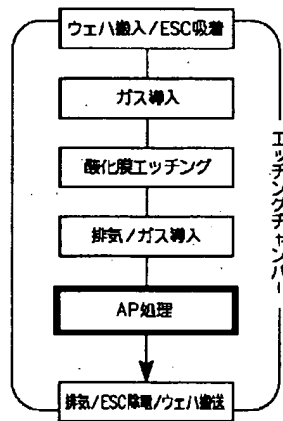 ウェハ搬入/ESC吸着
ガス導入
酸化膜エッチング
排気/ガス導入
AP処理
排気/ESC除電/ウェハ搬送
エッチングチャンバー